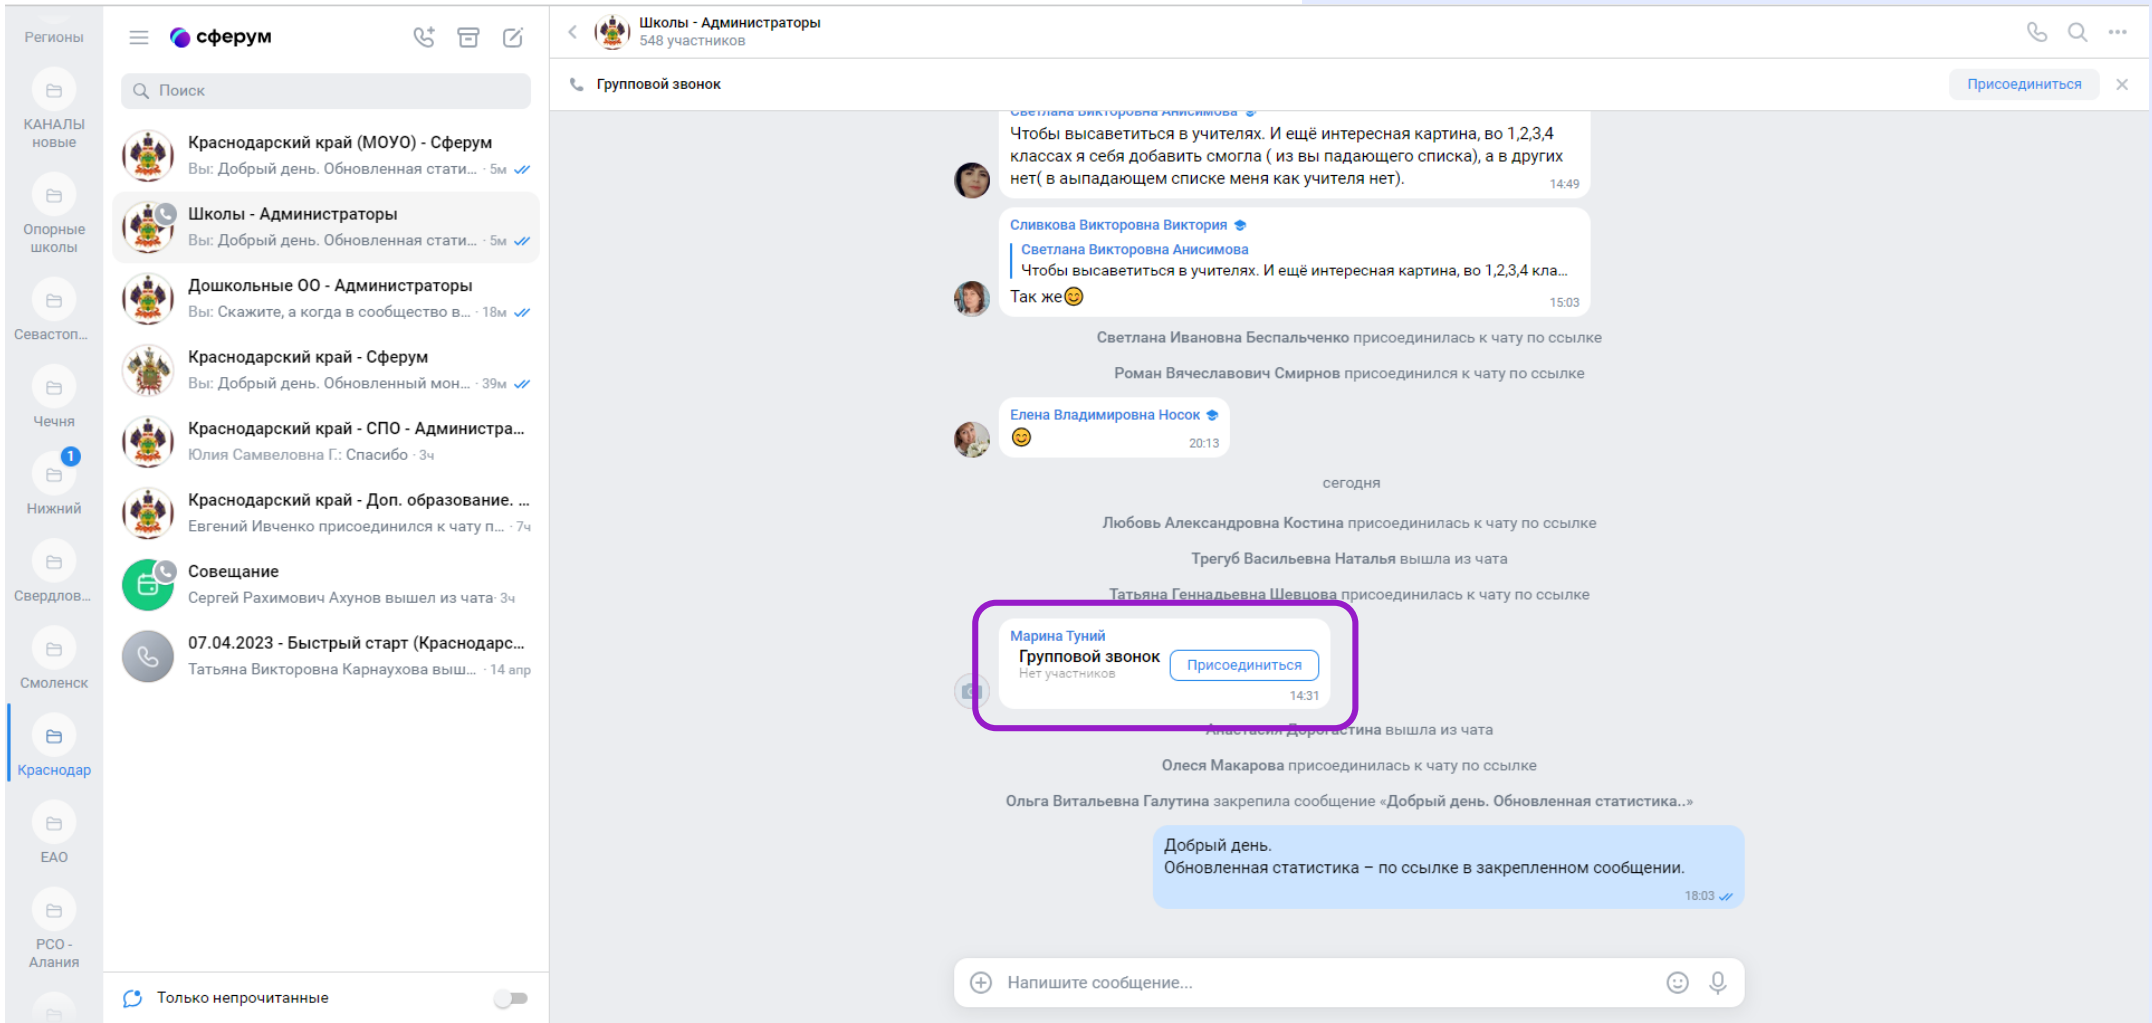 Регионы
КАНАЛЫ
новые
Опорные
школы
Севастоп...
Чечня
1
Нижний
Свердлов...
Смоленск
Краснодар
ЕАО
РСО -
Алания
сферум
Поиск
Краснодарский край (МОУО) - Сферум
Вы: Добрый день. Обновленная стати... · 5м
Школы - Администраторы
Вы: Добрый день. Обновленная стати... · 5м
Дошкольные ОО - Администраторы
Вы: Скажите, а когда в сообщество в... · 18м
Краснодарский край - Сферум
Вы: Добрый день. Обновленный мон... · 39м
Краснодарский край - СПО - Администра...
Юлия Самвеловна Г.: Спасибо · 3ч
Краснодарский край - Доп. образование. ...
Евгений Ивченко присоединился к чату п... · 7ч
Совещание
Сергей Рахимович Ахунов вышел из чата · 3ч
07.04.2023 - Быстрый старт (Краснодарс...
Татьяна Викторовна Карнаухова выш... · 14 апр
Только непрочитанные
Школы - Администраторы
548 участников
Групповой звонок
Присоединиться
Светлана Викторовна Анисимова
Чтобы высаветиться в учителях. И ещё интересная картина, во 1,2,3,4
классах я себя добавить смогла ( из вы падающего списка), а в других
нет( в аыпадающем списке меня как учителя нет).
14:49
Сливкова Викторовна Виктория
Светлана Викторовна Анисимова
Чтобы высаветиться в учителях. И ещё интересная картина, во 1,2,3,4 кла...
Так же😊
15:03
Светлана Ивановна Беспальченко присоединилась к чату по ссылке
Роман Вячеславович Смирнов присоединился к чату по ссылке
Елена Владимировна Носок
😊
20:13
сегодня
Любовь Александровна Костина присоединилась к чату по ссылке
Трегуб Васильевна Наталья вышла из чата
Татьяна Геннадьевна Шевцова присоединилась к чату по ссылке
Марина Туний
Групповой звонок
Нет участников
Присоединиться
14:31
Анастасия Дорогастина вышла из чата
Олеся Макарова присоединилась к чату по ссылке
Ольга Витальевна Галутина закрепила сообщение «Добрый день. Обновленная статистика..»
Добрый день.
Обновленная статистика – по ссылке в закрепленном сообщении.
18:03
Напишите сообщение...